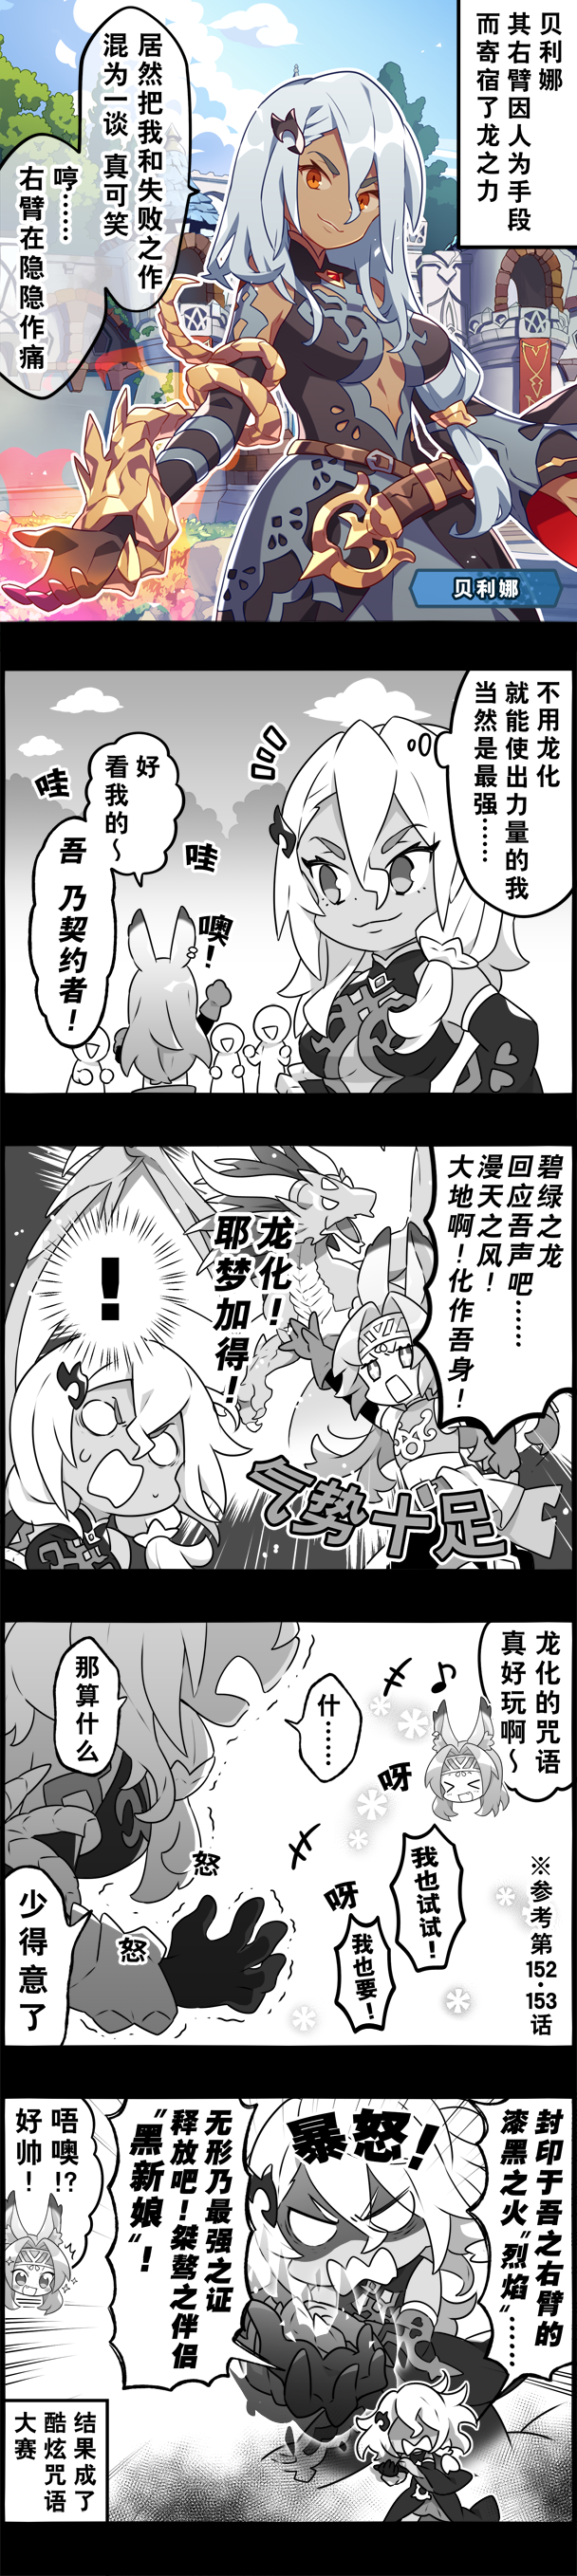 贝利娜
其右臂因人为手段
而寄宿了龙之力
居然把我和失败之作
混为一谈 真可笑
哼……
右臂在隐隐作痛
贝利娜
不用龙化
就能使出力量的我
当然是最强……
好
看我的～
哇
哇
噢！
吾 乃契约者！
碧绿之龙
回应吾声吧……
漫天之风！
大地啊！化作吾身！
龙化！
耶梦加得！
！
气势十足
龙化的咒语
真好玩啊～
呀
什……
那算什么
我也试试！
呀
我也要！
怒
怒
少得意了
※参考第152·153话
封印于吾之右臂的
漆黑之火“烈焰”……
暴怒！
无形乃最强之证
释放吧！桀骜之伴侣
“黑新娘”！
唔噢！？
好帅！
结果成了
酷炫咒语
大赛